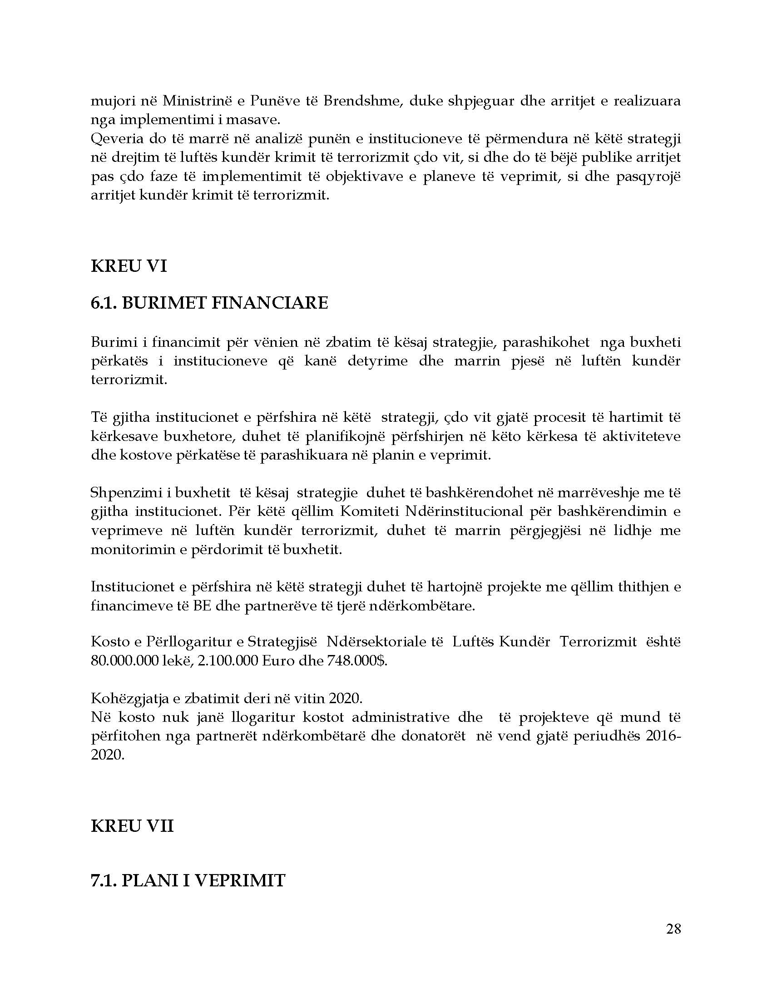 mujori në Ministrinë e Punëve të Brendshme, duke shpjeguar dhe arritjet e realizuara
nga implementimi i masave.
Qeveria do të marrë në analizë punën e institucioneve të përmendura në këtë strategji
në drejtim të luftës kundër krimit të terrorizmit çdo vit, si dhe do të bëjë publike arritjet
pas çdo faze të implementimit të objektivave e planeve të veprimit, si dhe pasqyrojë
arritjet kundër krimit të terrorizmit.
KREU VI
6.1. BURIMET FINANCIARE
Burimi i financimit për vënien në zbatim të kësaj strategjie, parashikohet nga buxheti
përkatës i institucioneve që kanë detyrime dhe marrin pjesë në luftën kundër
terrorizmit.
Të gjitha institucionet e përfshira në këtë strategji, çdo vit gjatë procesit të hartimit të
kërkesave buxhetore, duhet të planifikojnë përfshirjen në këto kërkesa të aktiviteteve
dhe kostove përkatëse të parashikuara në planin e veprimit.
Shpenzimi i buxhetit të kësaj strategjie duhet të bashkërendohet në marrëveshje me të
gjitha institucionet. Për këtë qëllim Komiteti Ndërinstitucional për bashkërendimin e
veprimeve në luftën kundër terrorizmit, duhet të marrin përgjegjësi në lidhje me
monitorimin e përdorimit të buxhetit.
Institucionet e përfshira në këtë strategji duhet të hartojnë projekte me qëllim thithjen e
financimeve të BE dhe partnerëve të tjerë ndërkombëtare.
Kosto e Përllogaritur e Strategjisë Ndërsektoriale të Luftës Kundër Terrorizmit është
80.000.000 lekë, 2.100.000 Euro dhe 748.000$.
Kohëzgjatja e zbatimit deri në vitin 2020.
Në kosto nuk janë llogaritur kostot administrative dhe të projekteve që mund të
përfitohen nga partnerët ndërkombëtarë dhe donatorët në vend gjatë periudhës 2016-
2020.
KREU VII
7.1. PLANI I VEPRIMIT
28